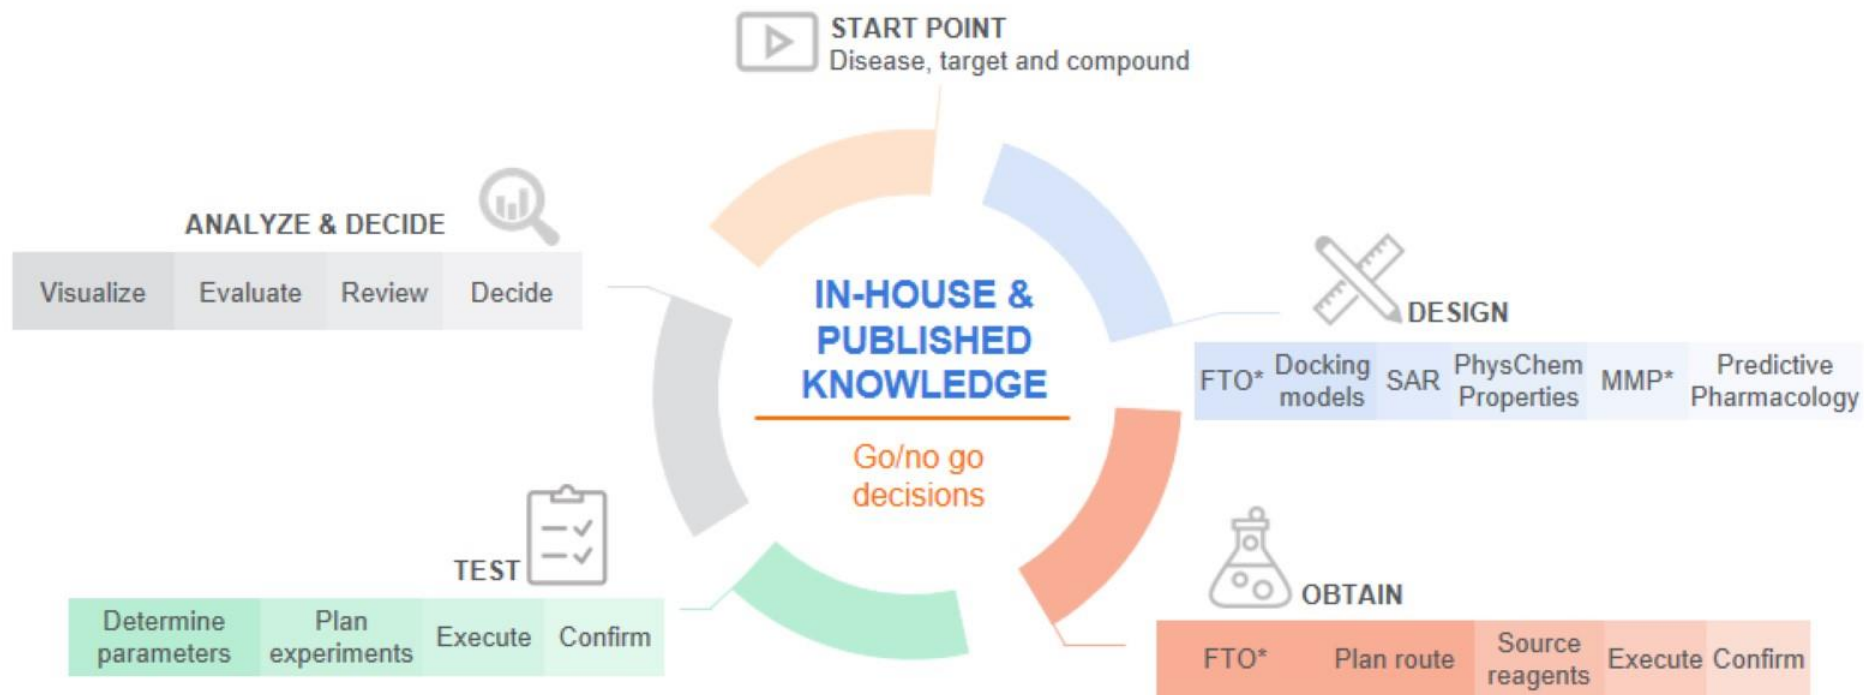 START POINT
Disease, target and compound
ANALYZE & DECIDE
Visualize Evaluate Review Decide
IN-HOUSE &
PUBLISHED
KNOWLEDGE
Go/no go
decisions
DESIGN
FTO* Docking models SAR PhysChem Properties MMP* Predictive Pharmacology
TEST
Determine parameters Plan experiments Execute Confirm
OBTAIN
FTO* Plan route Source reagents Execute Confirm